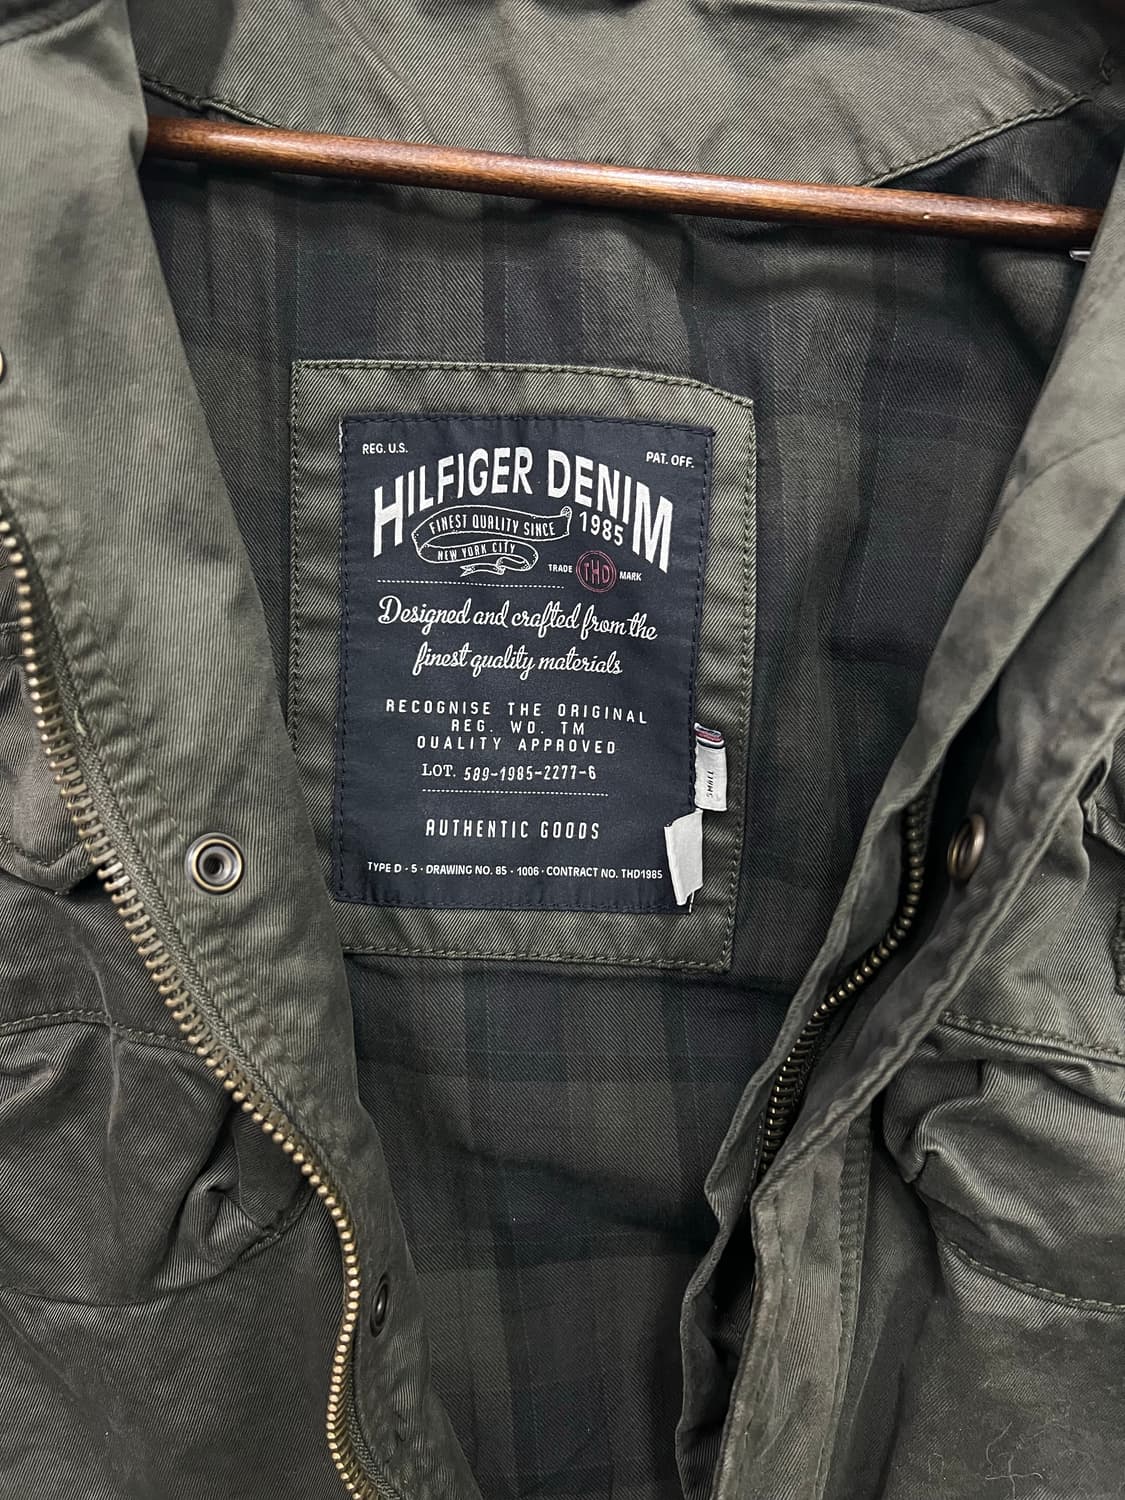 REG. U.S. PAT. OFF.
HILFIGER DENIM
FINEST QUALITY SINCE 1985
NEW YORK CITY
TRADE THD MARK
Designed and crafted from the
finest quality materials
RECOGNISE THE ORIGINAL
REG. WD. TM
QUALITY APPROVED
LOT. 589-1985-2277-6
AUTHENTIC GOODS
TYPE D - 5 · DRAWING NO. 85 - 1006 · CONTRACT NO. THD1985
SMALL